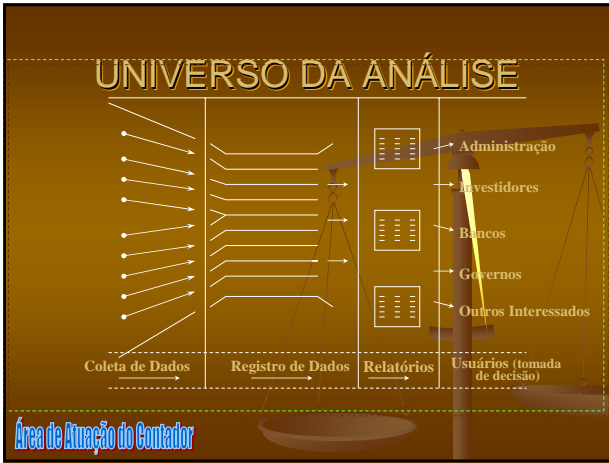 UNIVERSO DA ANÁLISE
Administração
Investidores
Bancos
Governos
Outros Interessados
Coleta de Dados
Registro de Dados
Relatórios
Usuários (tomada
de decisão)
Área de Atuação do Contador